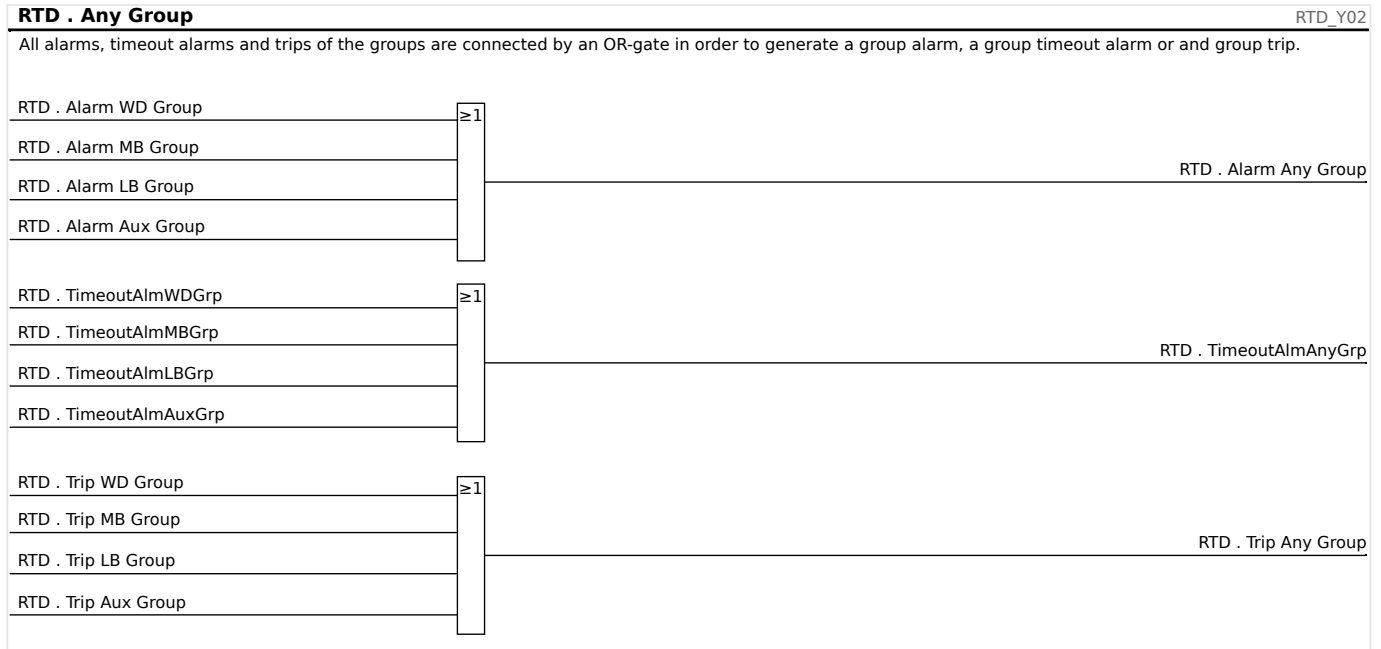 RTD . Any Group
RTD_Y02
All alarms, timeout alarms and trips of the groups are connected by an OR-gate in order to generate a group alarm, a group timeout alarm or and group trip.
RTD . Alarm WD Group
≥1
RTD . Alarm MB Group
RTD . Alarm Any Group
RTD . Alarm LB Group
RTD . Alarm Aux Group
RTD . TimeoutAlmWDGrp
≥1
RTD . TimeoutAlmMBGrp
RTD . TimeoutAlmAnyGrp
RTD . TimeoutAlmLBGrp
RTD . TimeoutAlmAuxGrp
RTD . Trip WD Group
≥1
RTD . Trip MB Group
RTD . Trip Any Group
RTD . Trip LB Group
RTD . Trip Aux Group